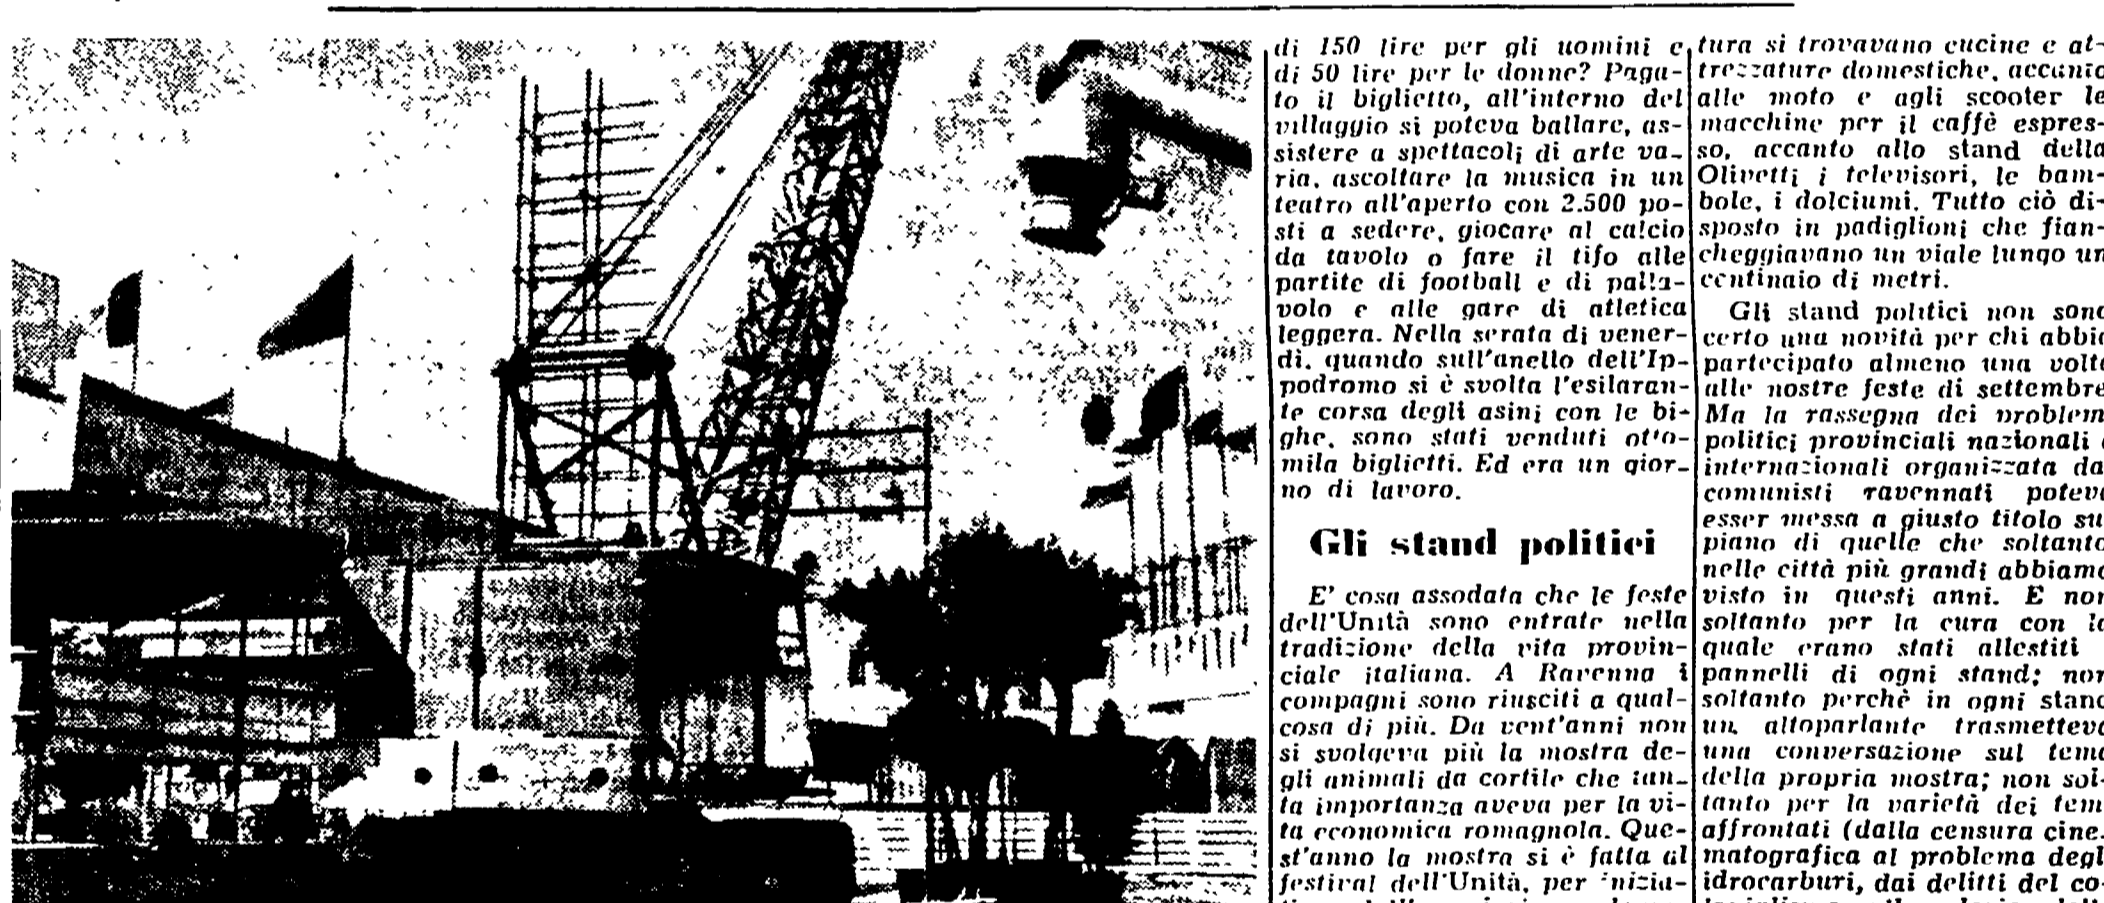 di 150 lire per gli uomini e
di 50 lire per le donne? Paga-
to il biglietto, all'interno del
villaggio si poteva ballare, as-
sistere a spettacoli di arte va-
ria, ascoltare la musica in un
teatro all'aperto con 2.500 po-
sti a sedere, giocare al calcio
da tavolo o fare il tifo alle
partite di football e di palla-
volo e alle gare di atletica
leggera. Nella serata di vener-
dì, quando sull'anello dell'Ip-
podromo si è svolta l'esilaran-
te corsa degli asini con le bi-
ghe, sono stati venduti otto-
mila biglietti. Ed era un gior-
no di lavoro.
Gli stand politici
E' cosa assodata che le feste
dell'Unità sono entrate nella
tradizione della vita provin-
ciale italiana. A Ravenna i
compagni sono riusciti a qual-
cosa di più. Da vent'anni non
si svolgeva più la mostra de-
gli animali da cortile che tan-
ta importanza aveva per la vi-
ta economica romagnola. Que-
st'anno la mostra si è fatta al
festival dell'Unità, per inizia-
tura si trovavano cucine e at-
trezzature domestiche, accanto
alle moto e agli scooter le
macchine per il caffè espres-
so, accanto allo stand della
Olivetti i televisori, le bam-
bole, i dolciumi. Tutto ciò di-
sposto in padiglioni che fian-
cheggiavano un viale lungo un
centinaio di metri.
Gli stand politici non sono
certo una novità per chi abbia
partecipato almeno una volta
alle nostre feste di settembre
Ma la rassegna dei problem
politici provinciali nazionali e
internazionali organizzata da
comunisti ravennati poteva
esser messa a giusto titolo su
piano di quelle che soltanto
nelle città più grandi abbiamo
visto in questi anni. E non
soltanto per la cura con la
quale erano stati allestiti
pannelli di ogni stand; non
soltanto perchè in ogni stand
un altoparlante trasmetteva
una conversazione sul tema
della propria mostra; non sol-
tanto per la varietà dei tem
affrontati (dalla censura cine-
matografica al problema degl
idrocarburi, dai delitti del co-